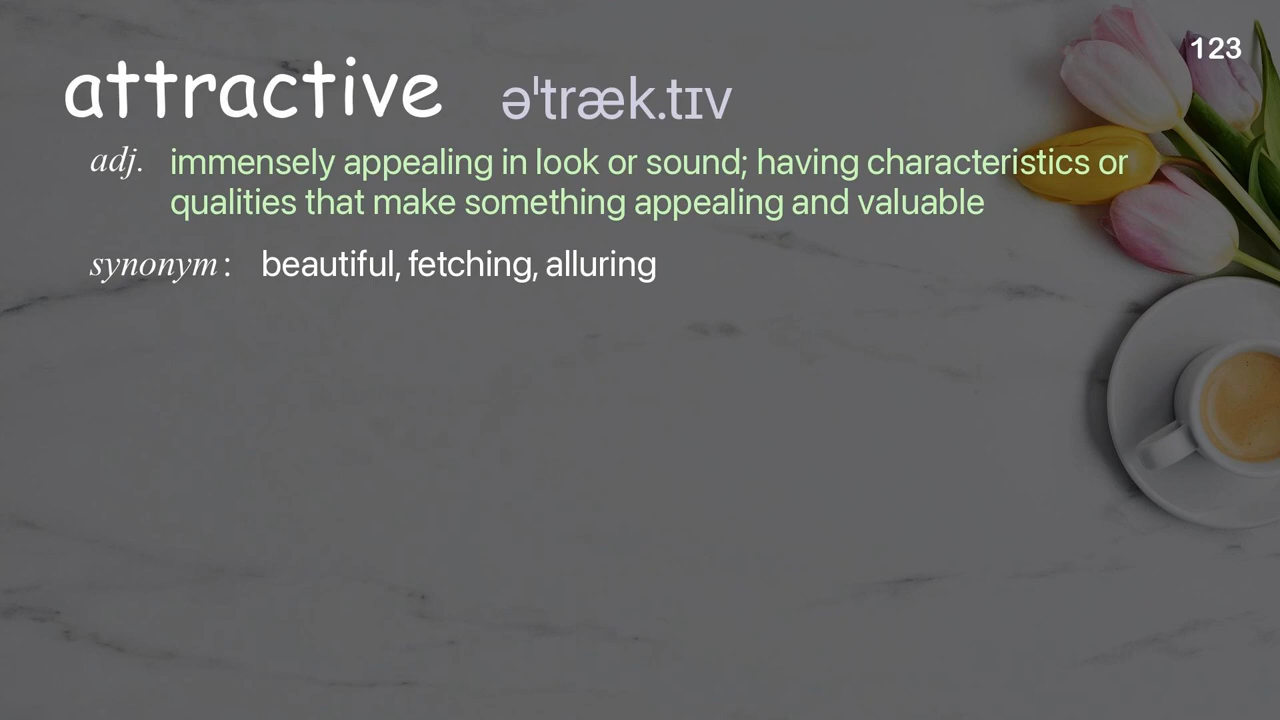 123
attractive əˈtræk.tɪv
adj. immensely appealing in look or sound; having characteristics or
qualities that make something appealing and valuable
synonym: beautiful, fetching, alluring